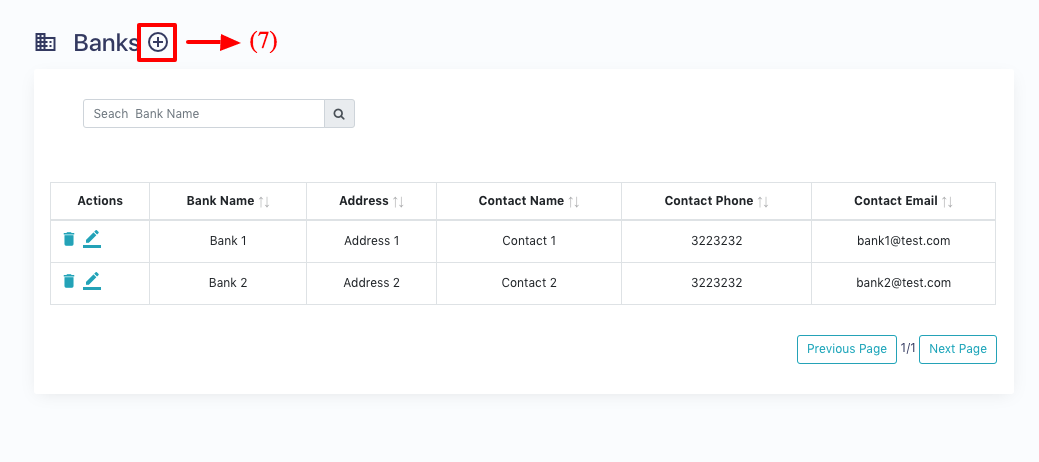 Banks (7)
Seach Bank Name
Actions Bank Name Address Contact Name Contact Phone Contact Email
Bank 1 Address 1 Contact 1 3223232 bank1@test.com
Bank 2 Address 2 Contact 2 3223232 bank2@test.com
Previous Page 1/1 Next Page